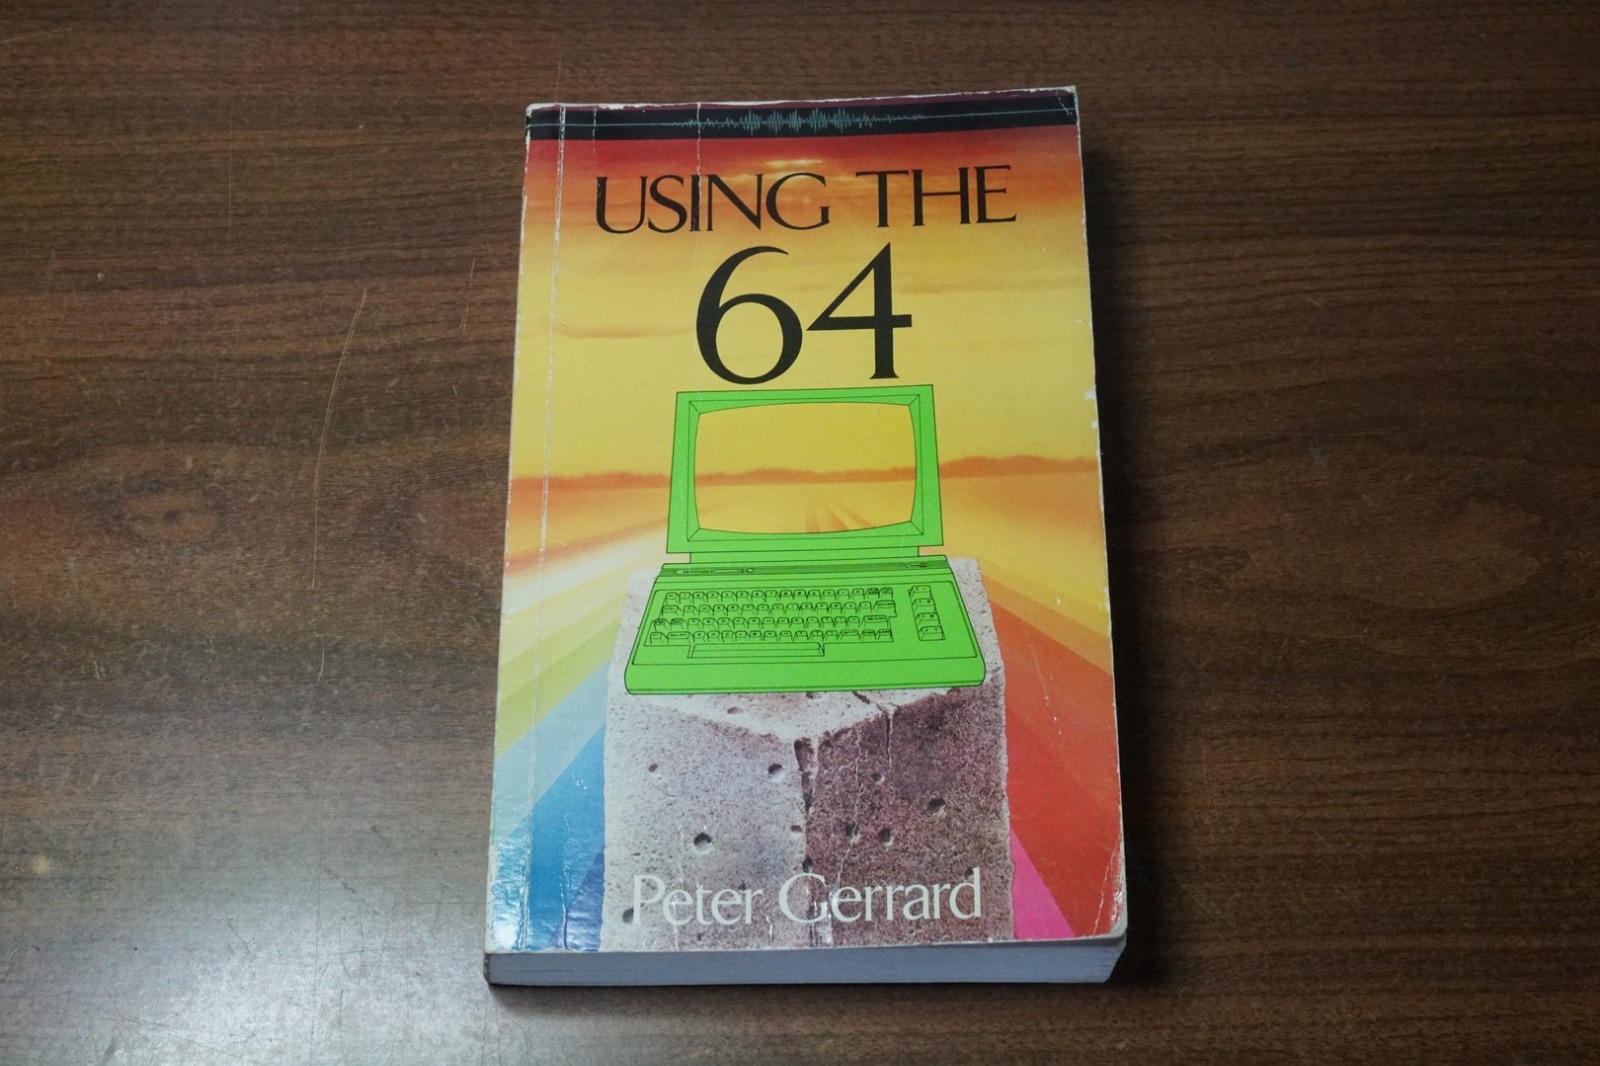 USING THE
64
Peter Gerrard